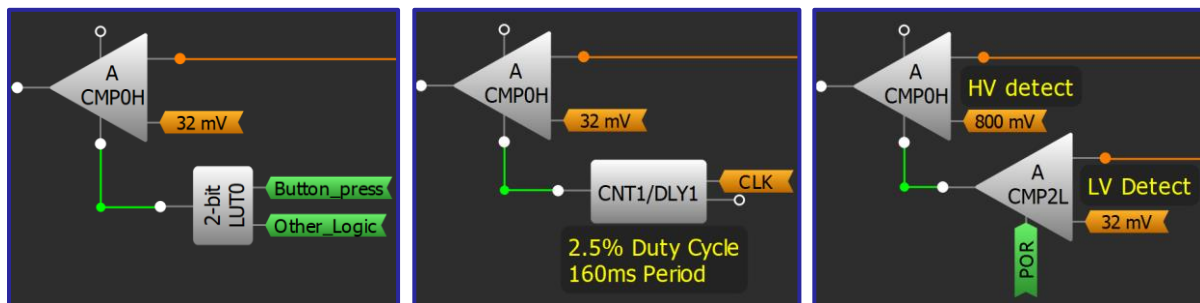 A
CMP0H
32 mV
2-bit
LUT0
Button_press
Other_Logic
A
CMP0H
32 mV
CNT1/DLY1
CLK
2.5% Duty Cycle
160ms Period
A
CMP0H
HV detect
800 mV
A
CMP2L
LV Detect
32 mV
POR